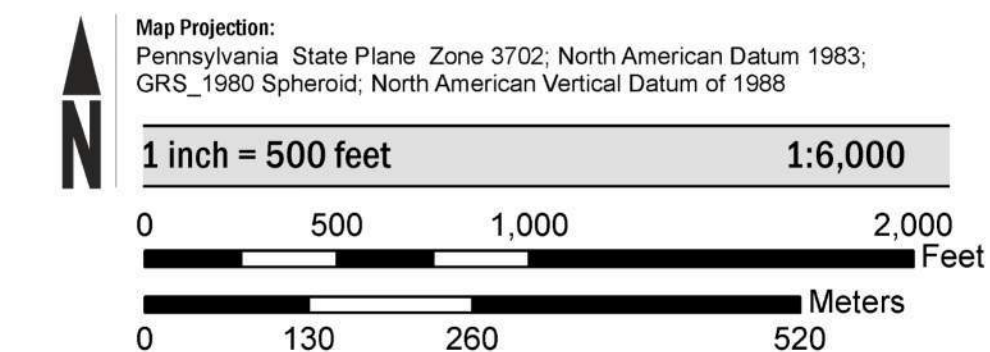 Map Projection:
Pennsylvania State Plane Zone 3702; North American Datum 1983;
GRS_1980 Spheroid; North American Vertical Datum of 1988
N
1 inch = 500 feet 1:6,000
0 500 1,000 2,000
Feet
Meters
0 130 260 520